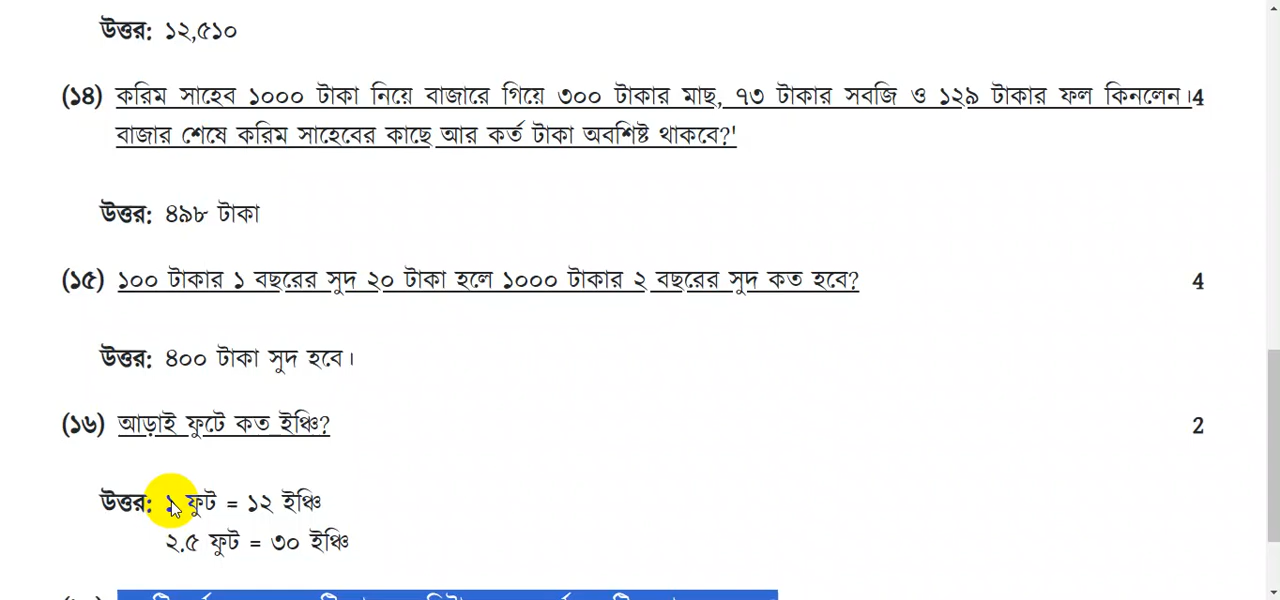 উত্তর: ১২,৫১০
(১৪) করিম সাহেব ১০০০ টাকা নিয়ে বাজারে গিয়ে ৩০০ টাকার মাছ, ৭৩ টাকার সবজি ও ১২৯ টাকার ফল কিনলেন। 4
বাজার শেষে করিম সাহেবের কাছে আর কর্ত টাকা অবশিষ্ট থাকবে?'
উত্তর: ৪৯৮ টাকা
(১৫) ১০০ টাকার ১ বছরের সুদ ২০ টাকা হলে ১০০০ টাকার ২ বছরের সুদ কত হবে? 4
উত্তর: ৪০০ টাকা সুদ হবে।
(১৬) আড়াই ফুটে কত ইঞ্চি? 2
উত্তর: ১ ফুট = ১২ ইঞ্চি
২.৫ ফুট = ৩০ ইঞ্চি